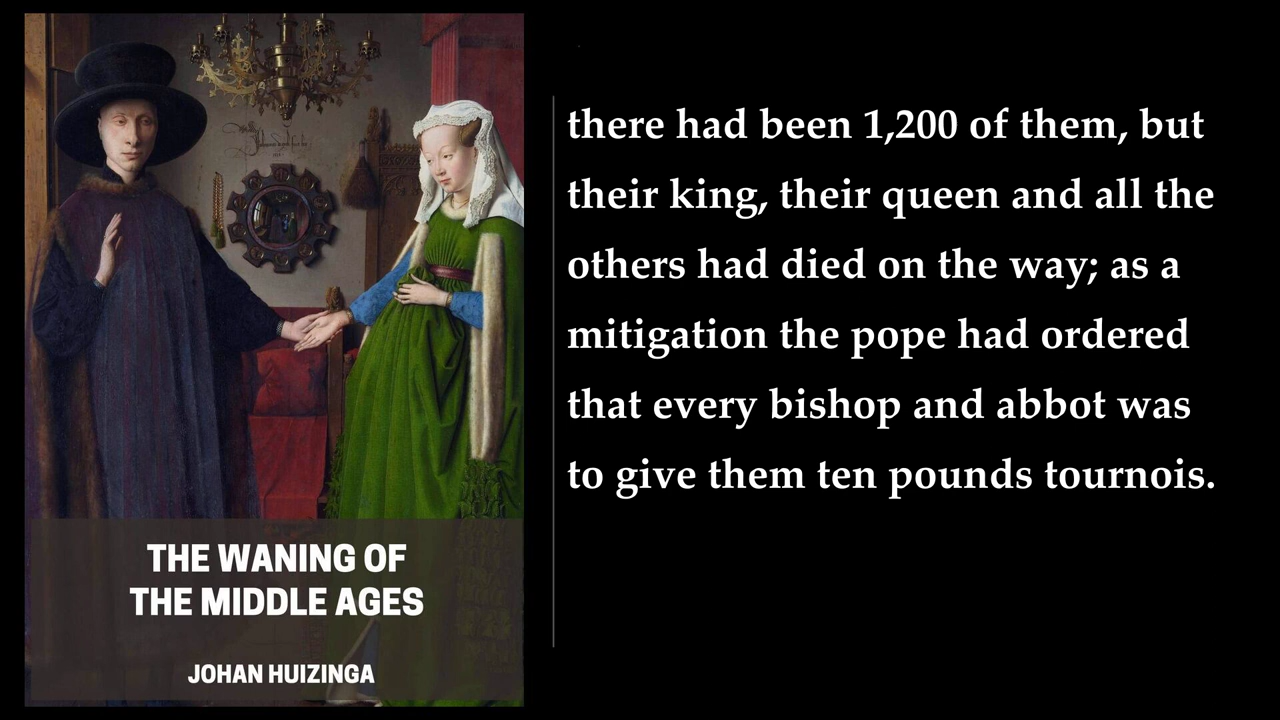 there had been 1,200 of them, but
their king, their queen and all the
others had died on the way; as a
mitigation the pope had ordered
that every bishop and abbot was
to give them ten pounds tournois.
THE WANING OF
THE MIDDLE AGES
JOHAN HUIZINGA